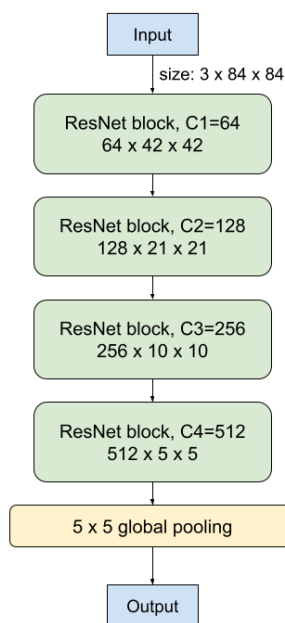 Input
size: 3 x 84 x 84
ResNet block, C1=64
64 x 42 x 42
ResNet block, C2=128
128 x 21 x 21
ResNet block, C3=256
256 x 10 x 10
ResNet block, C4=512
512 x 5 x 5
5 x 5 global pooling
Output